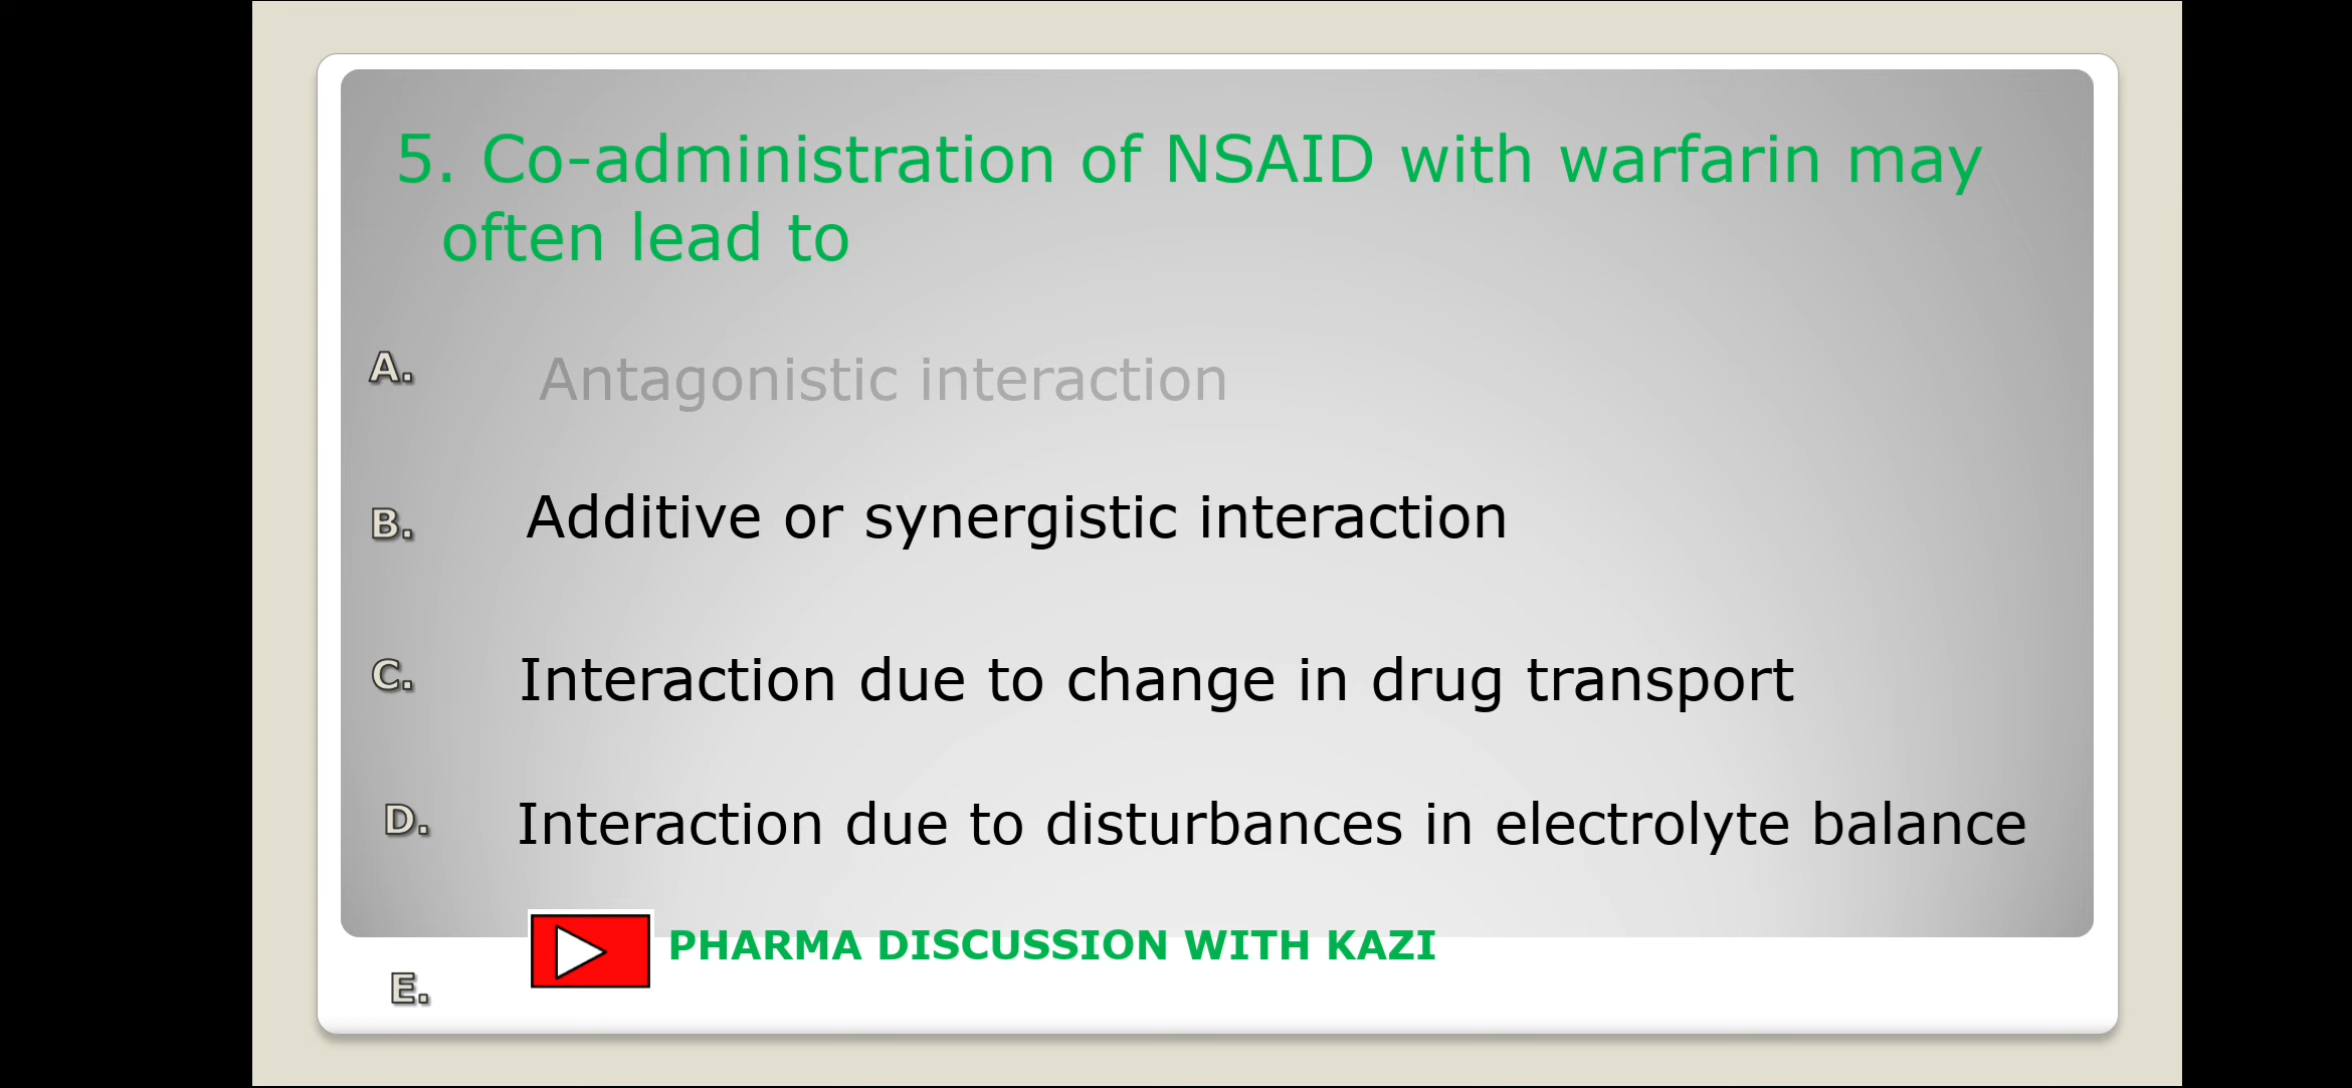 5. Co-administration of NSAID with warfarin may
often lead to
A. Antagonistic interaction
B. Additive or synergistic interaction
C. Interaction due to change in drug transport
D. Interaction due to disturbances in electrolyte balance
PHARMA DISCUSSION WITH KAZI
E.